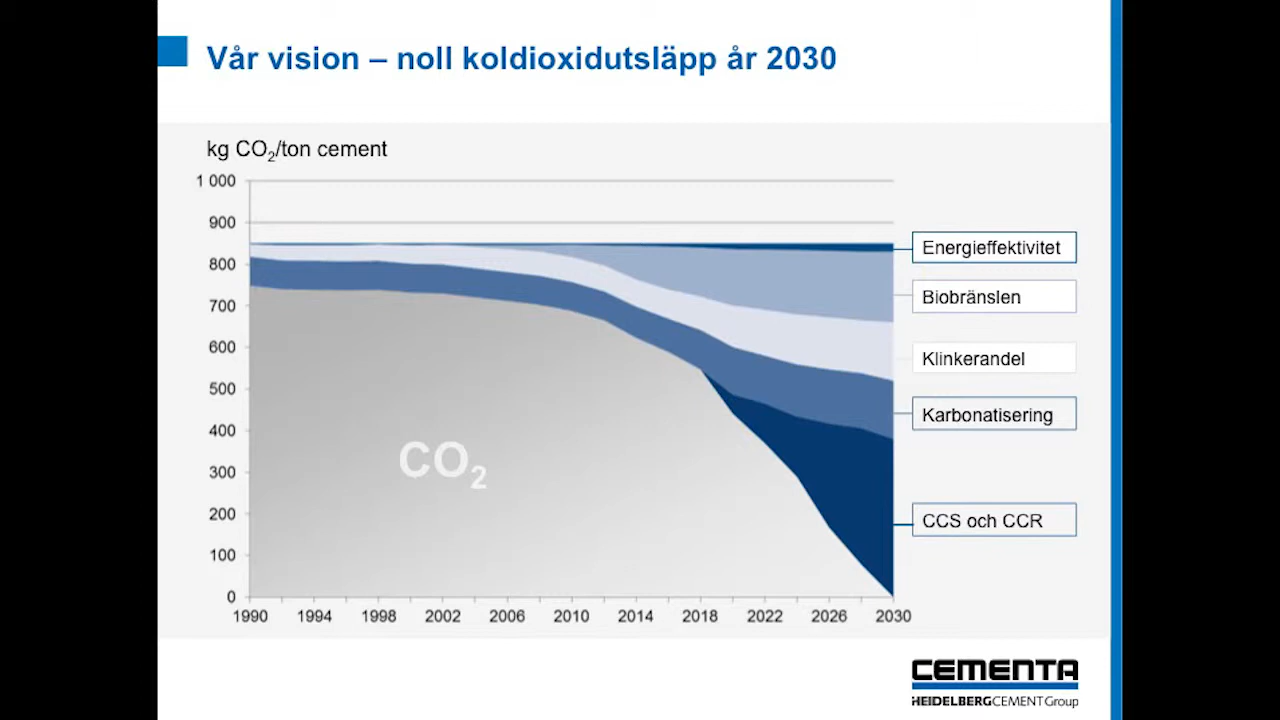 Vår vision – noll koldioxidutsläpp år 2030
kg CO₂/ton cement
1 000
900
800
700
600
500
400
300
200
100
0
1990 1994 1998 2002 2006 2010 2014 2018 2022 2026 2030
CO₂
Energieffektivitet
Biobränslen
Klinkerandel
Karbonatisering
CCS och CCR
CEMENTA
HEIDELBERGCEMENT Group